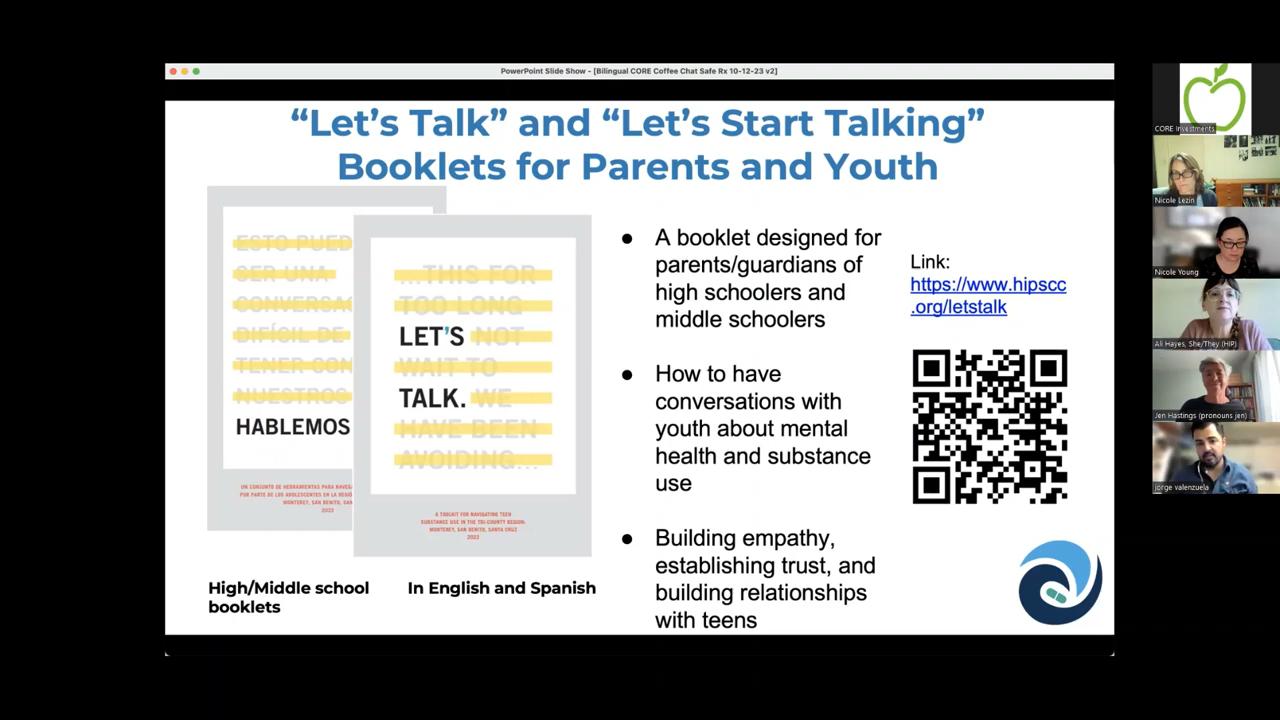 PowerPoint Slide Show - [Bilingual CORE Coffee Chat Safe Rx 10-12-23 v2]
“Let’s Talk” and “Let’s Start Talking”
Booklets for Parents and Youth
ESTO PUED
SER UNA
CONVERSAC
DIFÍCIL DE
TENER CON
NUESTROS
HABLEMOS
UN CONJUNTO DE HERRAMIENTAS PARA NAVEGA
POR PARTE DE LOS ADOLESCENTES EN LA REGIÓ
MONTEREY, SAN BENITO, SAN
2023
...THIS FOR
TOO LONG
LET’S NOT
WAIT TO
TALK. WE
HAVE BEEN
AVOIDING...
A TOOLKIT FOR NAVIGATING TEEN
SUBSTANCE USE IN THE TRI-COUNTY REGION:
MONTEREY, SAN BENITO, SANTA CRUZ
2023
High/Middle school
booklets
In English and Spanish
● A booklet designed for
parents/guardians of
high schoolers and
middle schoolers
● How to have
conversations with
youth about mental
health and substance
use
● Building empathy,
establishing trust, and
building relationships
with teens
Link:
https://www.hipscc
.org/letstalk
CORE Investments
Nicole Lezin
Nicole Young
Ali Hayes, She/They (HIP)
Jen Hastings (pronouns jen)
jorge valenzuela